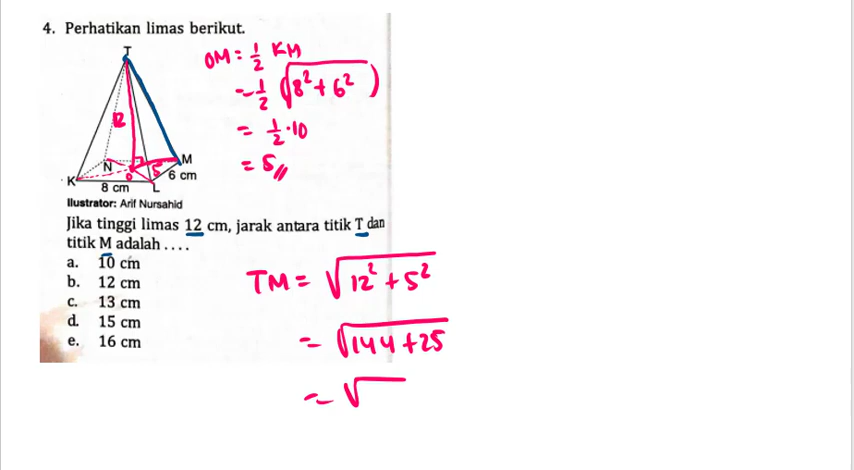 4. Perhatikan limas berikut.
T
12
N
M
O
5
K
L
8 cm
6 cm
Ilustrator: Arif Nursahid
Jika tinggi limas 12 cm, jarak antara titik T dan
titik M adalah . . . .
a. 10 cm
b. 12 cm
c. 13 cm
d. 15 cm
e. 16 cm
OM = 1/2 KM
= 1/2 (√8² + 6²)
= 1/2 · 10
= 5 //
TM = √12² + 5²
= √144 + 25
= √